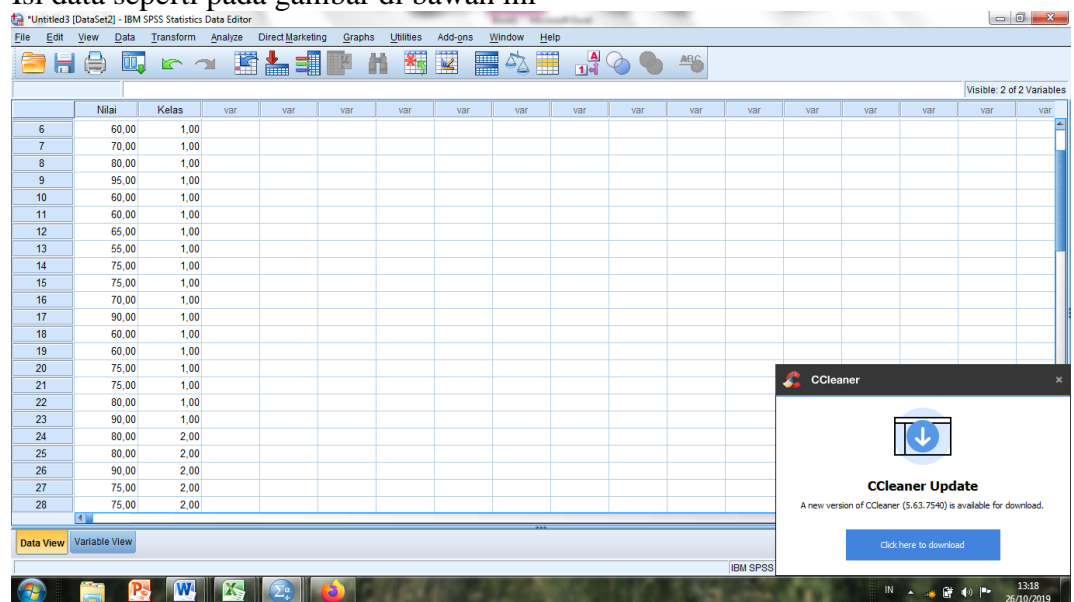 Isi data seperti pada gambar di bawah ini
*Untitled3 [DataSet2] - IBM SPSS Statistics Data Editor
File Edit View Data Transform Analyze Direct Marketing Graphs Utilities Add-ons Window Help
Visible: 2 of 2 Variables
Nilai Kelas var var var var var var var var var var var var var var
6 60,00 1,00
7 70,00 1,00
8 80,00 1,00
9 95,00 1,00
10 60,00 1,00
11 60,00 1,00
12 65,00 1,00
13 55,00 1,00
14 75,00 1,00
15 75,00 1,00
16 70,00 1,00
17 90,00 1,00
18 60,00 1,00
19 60,00 1,00
20 75,00 1,00
21 75,00 1,00
22 80,00 1,00
23 90,00 1,00
24 80,00 2,00
25 80,00 2,00
26 90,00 2,00
27 75,00 2,00
28 75,00 2,00
CCleaner
CCleaner Update
A new version of CCleaner (5.63.7540) is available for download.
Click here to download
Data View Variable View
IBM SPSS
IN
13:18
26/10/2019